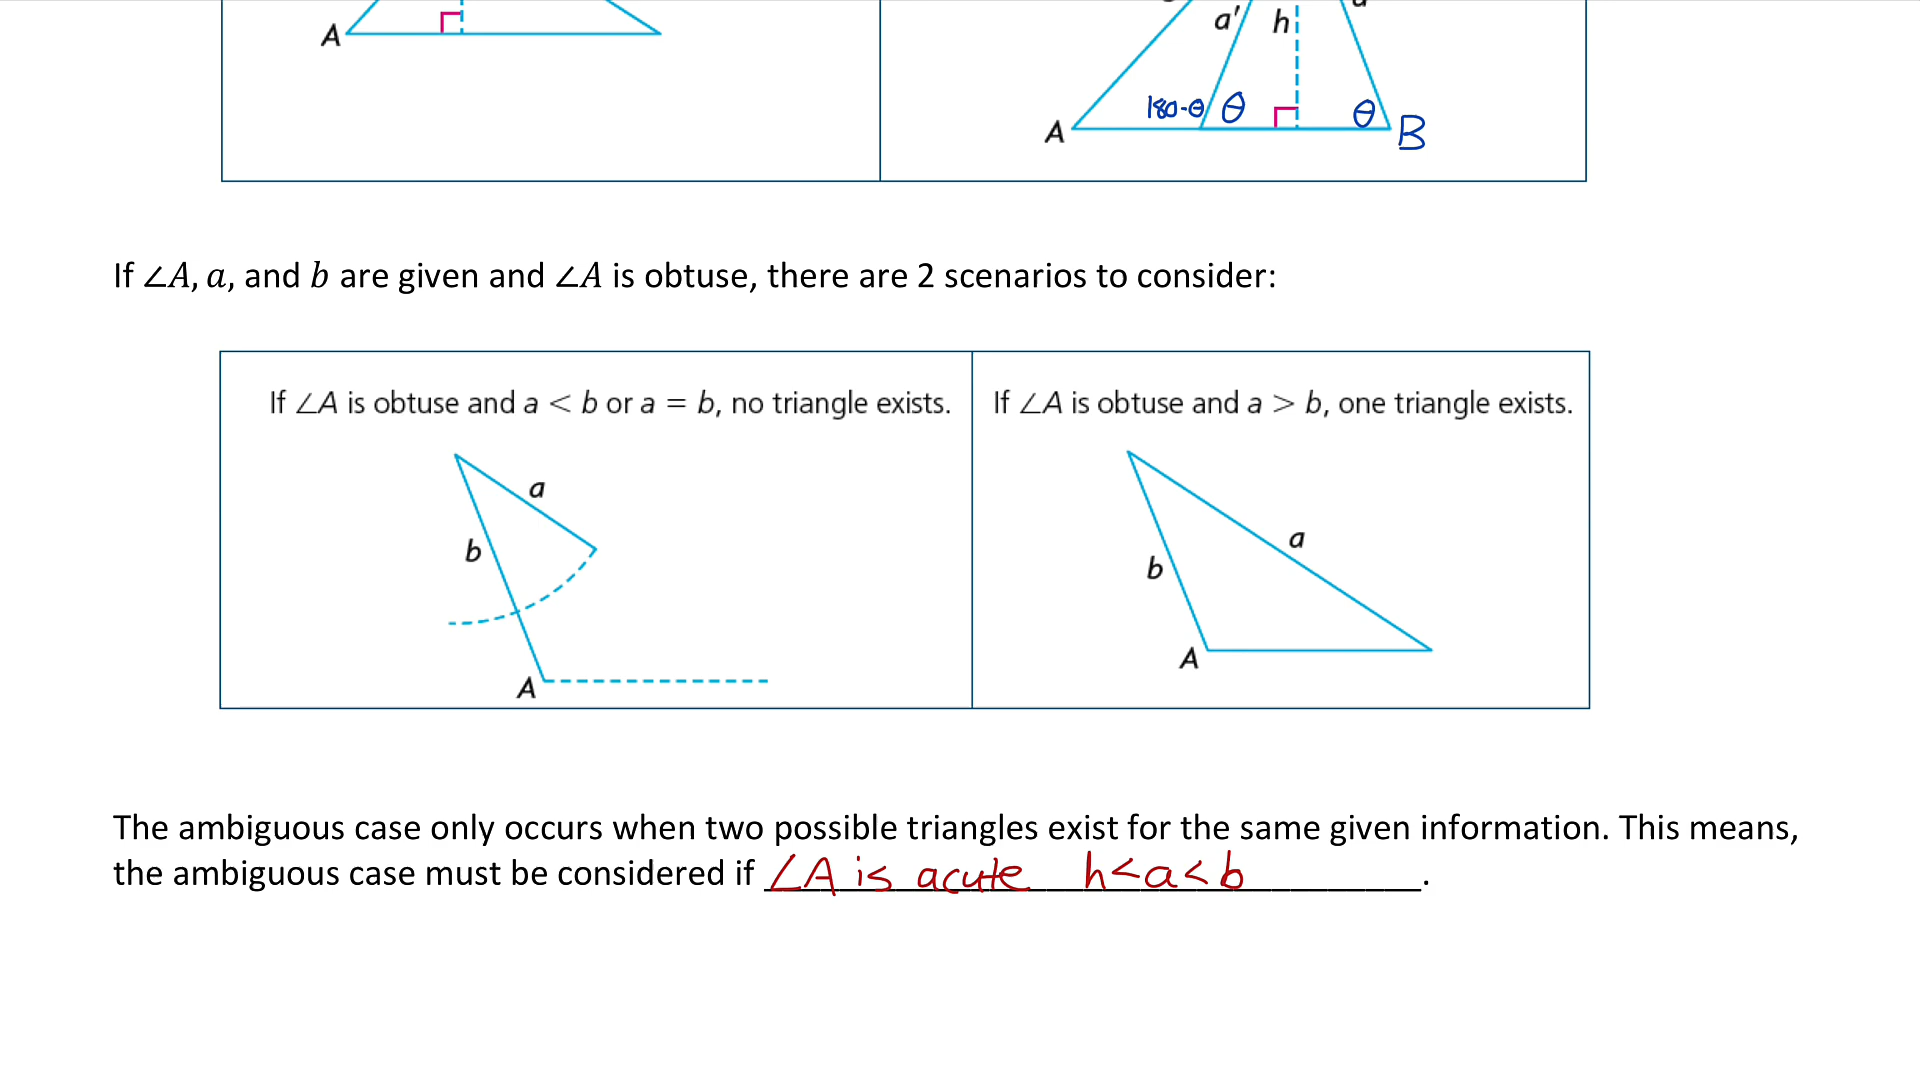 A
a′ h
180-θ θ θ
A B
If ∠A, a, and b are given and ∠A is obtuse, there are 2 scenarios to consider:
If ∠A is obtuse and a < b or a = b, no triangle exists.
a
b
A
If ∠A is obtuse and a > b, one triangle exists.
a
b
A
The ambiguous case only occurs when two possible triangles exist for the same given information. This means,
the ambiguous case must be considered if ∠A is acute h<a<b.